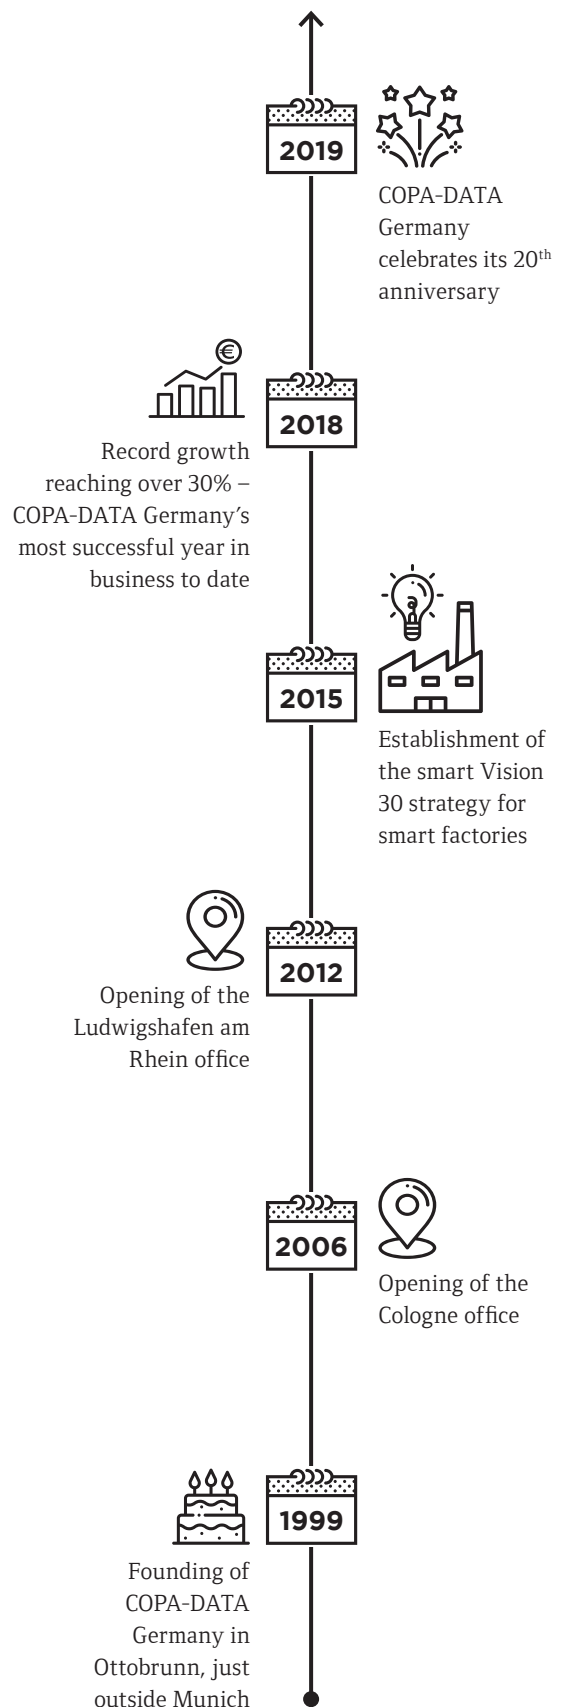 2019
COPA-DATA
Germany
celebrates its 20th
anniversary
2018
Record growth
reaching over 30% –
COPA-DATA Germany’s
most successful year in
business to date
2015
Establishment of
the smart Vision
30 strategy for
smart factories
2012
Opening of the
Ludwigshafen am
Rhein office
2006
Opening of the
Cologne office
1999
Founding of
COPA-DATA
Germany in
Ottobrunn, just
outside Munich